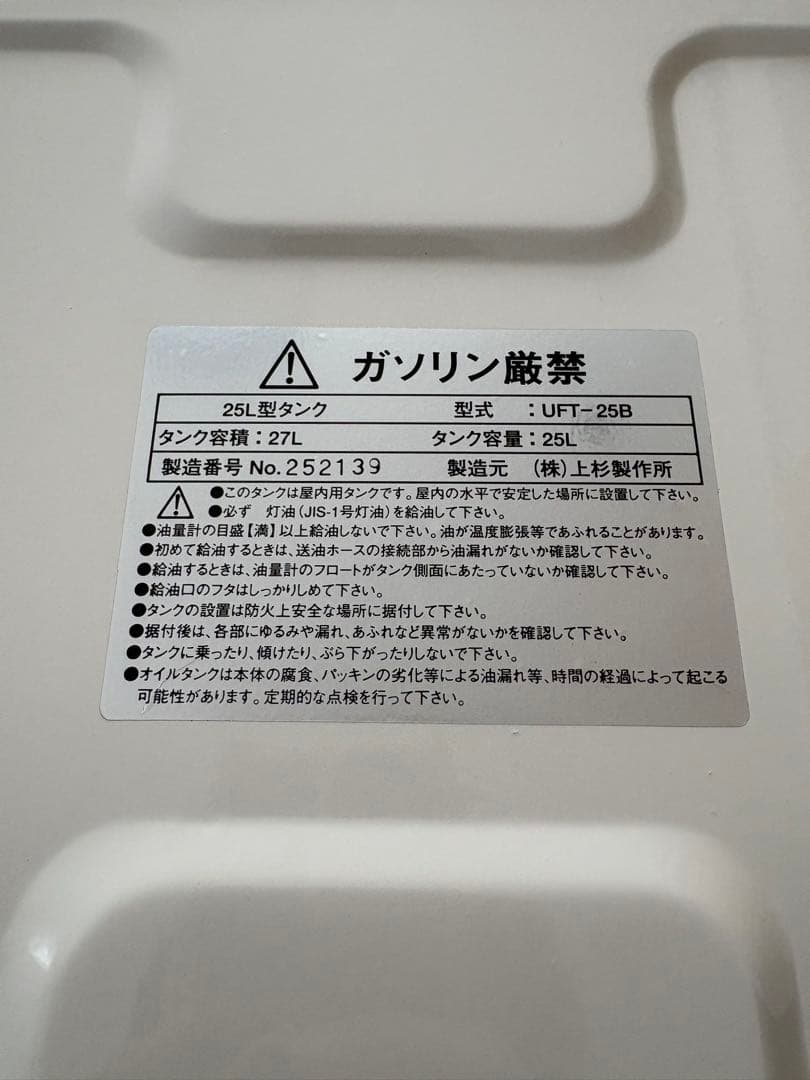 ガソリン厳禁
25L型タンク 型式 : UFT-25B
タンク容積 : 27L タンク容量 : 25L
製造番号 No. 252139 製造元 (株)上杉製作所
●このタンクは屋内用タンクです。屋内の水平で安定した場所に設置して下さい。
●必ず 灯油(JIS-1号灯油)を給油して下さい。
●油量計の目盛【満】以上給油しないで下さい。油が温度膨張等であふれることがあります。
●初めて給油するときは、送油ホースの接続部から油漏れがないか確認して下さい。
●給油するときは、油量計のフロートがタンク側面にあたっていないか確認して下さい。
●給油口のフタはしっかりしめて下さい。
●タンクの設置は防火上安全な場所に据付して下さい。
●据付後は、各部にゆるみや漏れ、あふれなど異常がないかを確認して下さい。
●タンクに乗ったり、傾けたり、ぶら下がったりしないで下さい。
●オイルタンクは本体の腐食、パッキンの劣化等による油漏れ等、時間の経過によって起こる
可能性があります。定期的な点検を行って下さい。